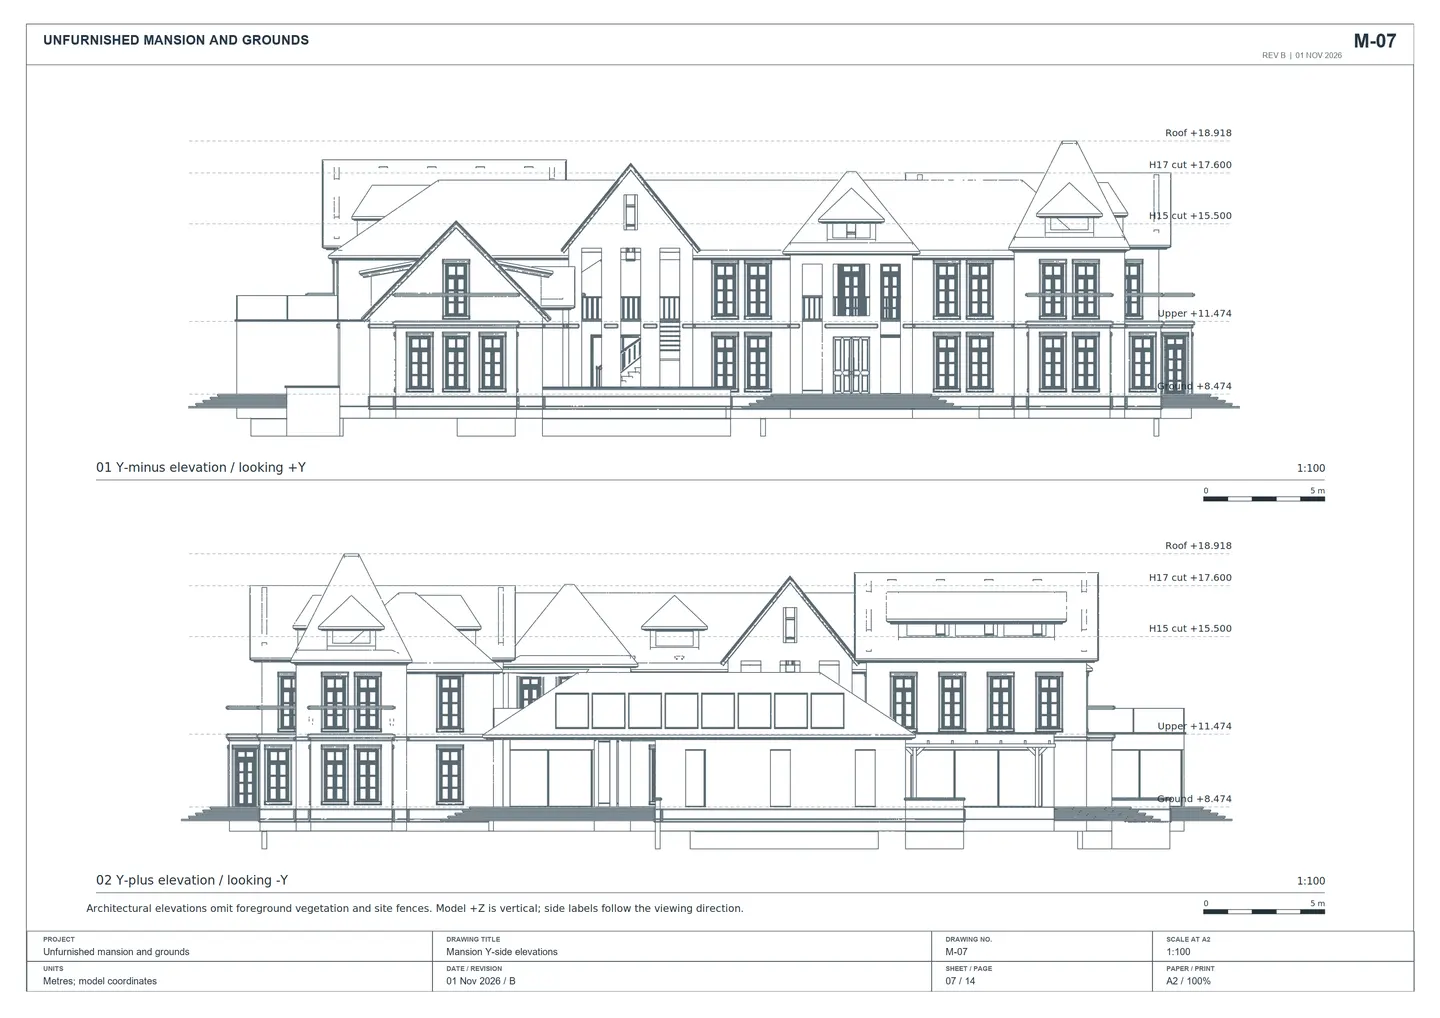 UNFURNISHED MANSION AND GROUNDS
M-07
REV B | 01 NOV 2026
Roof +18.918
H17 cut +17.600
H15 cut +15.500
Upper +11.474
Ground +8.474
01 Y-minus elevation / looking +Y
1:100
0
5 m
Roof +18.918
H17 cut +17.600
H15 cut +15.500
Upper +11.474
Ground +8.474
02 Y-plus elevation / looking -Y
1:100
0
5 m
Architectural elevations omit foreground vegetation and site fences. Model +Z is vertical; side labels follow the viewing direction.
PROJECT
Unfurnished mansion and grounds
DRAWING TITLE
Mansion Y-side elevations
DRAWING NO.
M-07
SCALE AT A2
1:100
UNITS
Metres; model coordinates
DATE / REVISION
01 Nov 2026 / B
SHEET / PAGE
07 / 14
PAPER / PRINT
A2 / 100%